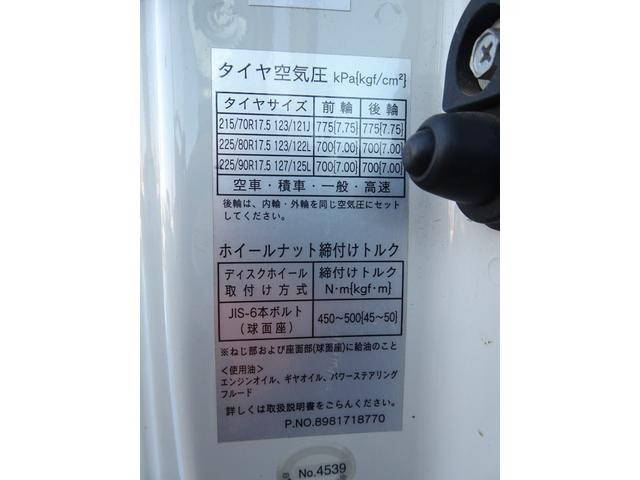 タイヤ空気圧 kPa{kgf/cm²}
タイヤサイズ 前輪 後輪
215/70R17.5 123/121J 775{7.75} 775{7.75}
225/80R17.5 123/122L 700{7.00} 700{7.00}
225/90R17.5 127/125L 700{7.00} 700{7.00}
空車・積車・一般・高速
後輪は、内輪・外輪を同じ空気圧にセット
してください。
ホイールナット締付けトルク
ディスクホイール 締付けトルク
取付け方式 N·m{kgf·m}
JIS-6本ボルト 450~500{45~50}
(球面座)
※ねじ部および座面部(球面座)に給油のこと
<使用油>
エンジンオイル、ギヤオイル、パワーステアリング
フルード
詳しくは取扱説明書をごらんください。
P.NO.8981718770
No.4539